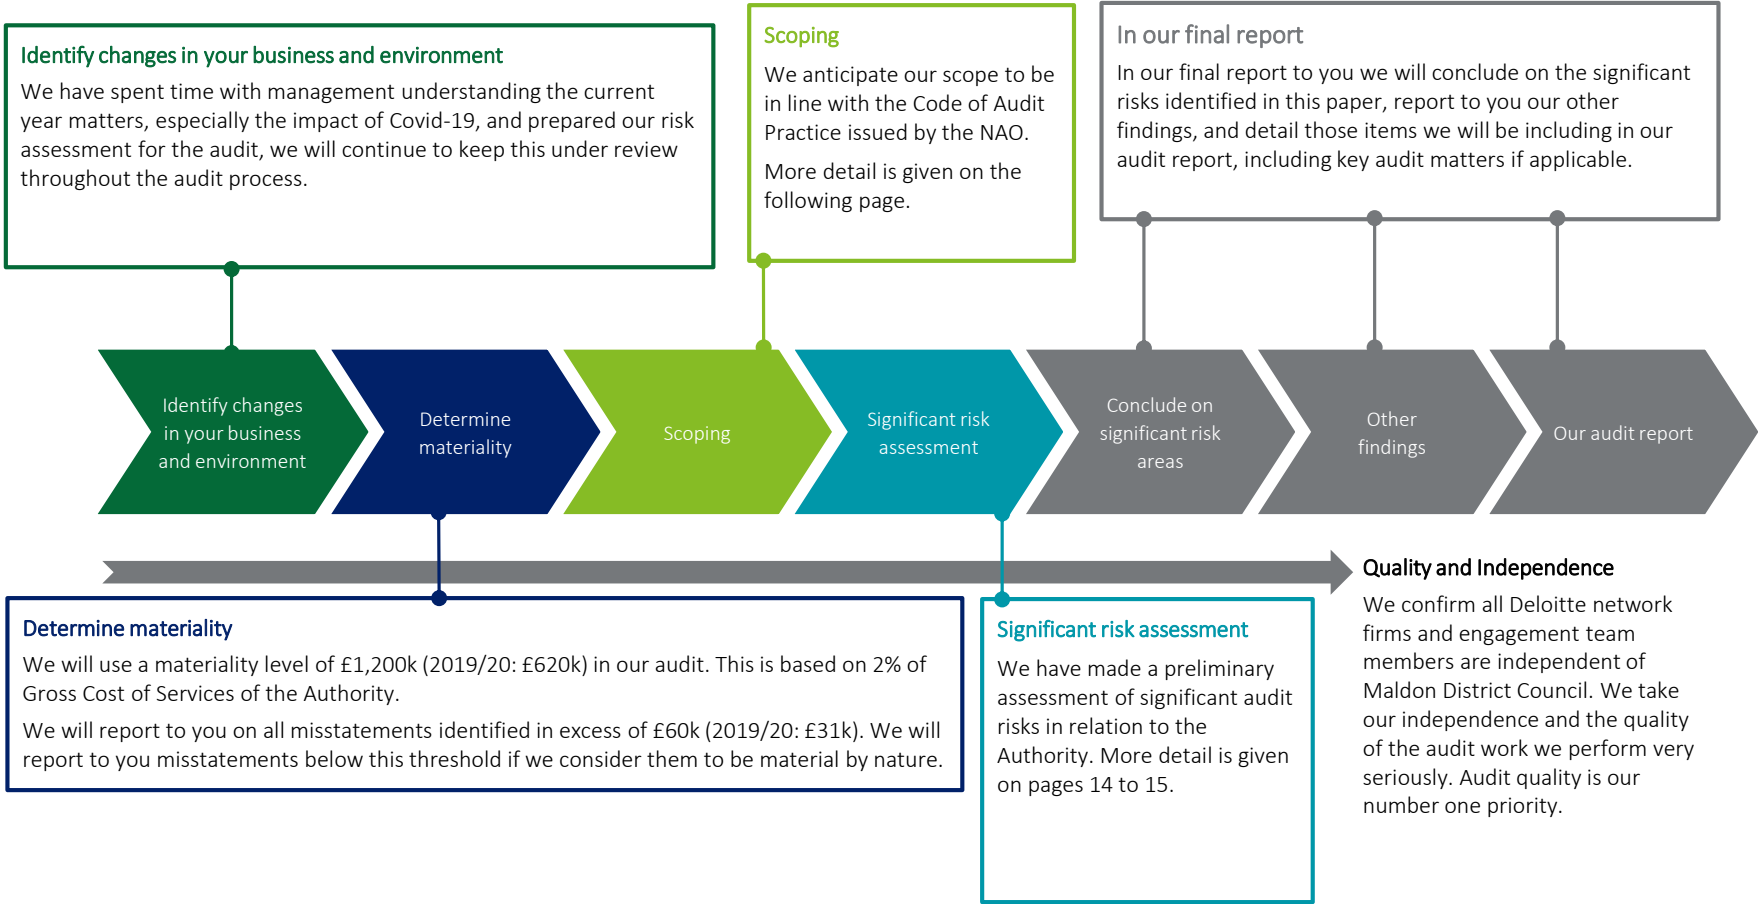 Identify changes in your business and environment
We have spent time with management understanding the current
year matters, especially the impact of Covid-19, and prepared our risk
assessment for the audit, we will continue to keep this under review
throughout the audit process.
Scoping
We anticipate our scope to be
in line with the Code of Audit
Practice issued by the NAO.
More detail is given on the
following page.
In our final report
In our final report to you we will conclude on the significant
risks identified in this paper, report to you our other
findings, and detail those items we will be including in our
audit report, including key audit matters if applicable.
Identify changes
in your business
and environment
Determine
materiality
Scoping
Significant risk
assessment
Conclude on
significant risk
areas
Other
findings
Our audit report
Determine materiality
We will use a materiality level of £1,200k (2019/20: £620k) in our audit. This is based on 2% of
Gross Cost of Services of the Authority.
We will report to you on all misstatements identified in excess of £60k (2019/20: £31k). We will
report to you misstatements below this threshold if we consider them to be material by nature.
Significant risk assessment
We have made a preliminary
assessment of significant audit
risks in relation to the
Authority. More detail is given
on pages 14 to 15.
Quality and Independence
We confirm all Deloitte network
firms and engagement team
members are independent of
Maldon District Council. We take
our independence and the quality
of the audit work we perform very
seriously. Audit quality is our
number one priority.